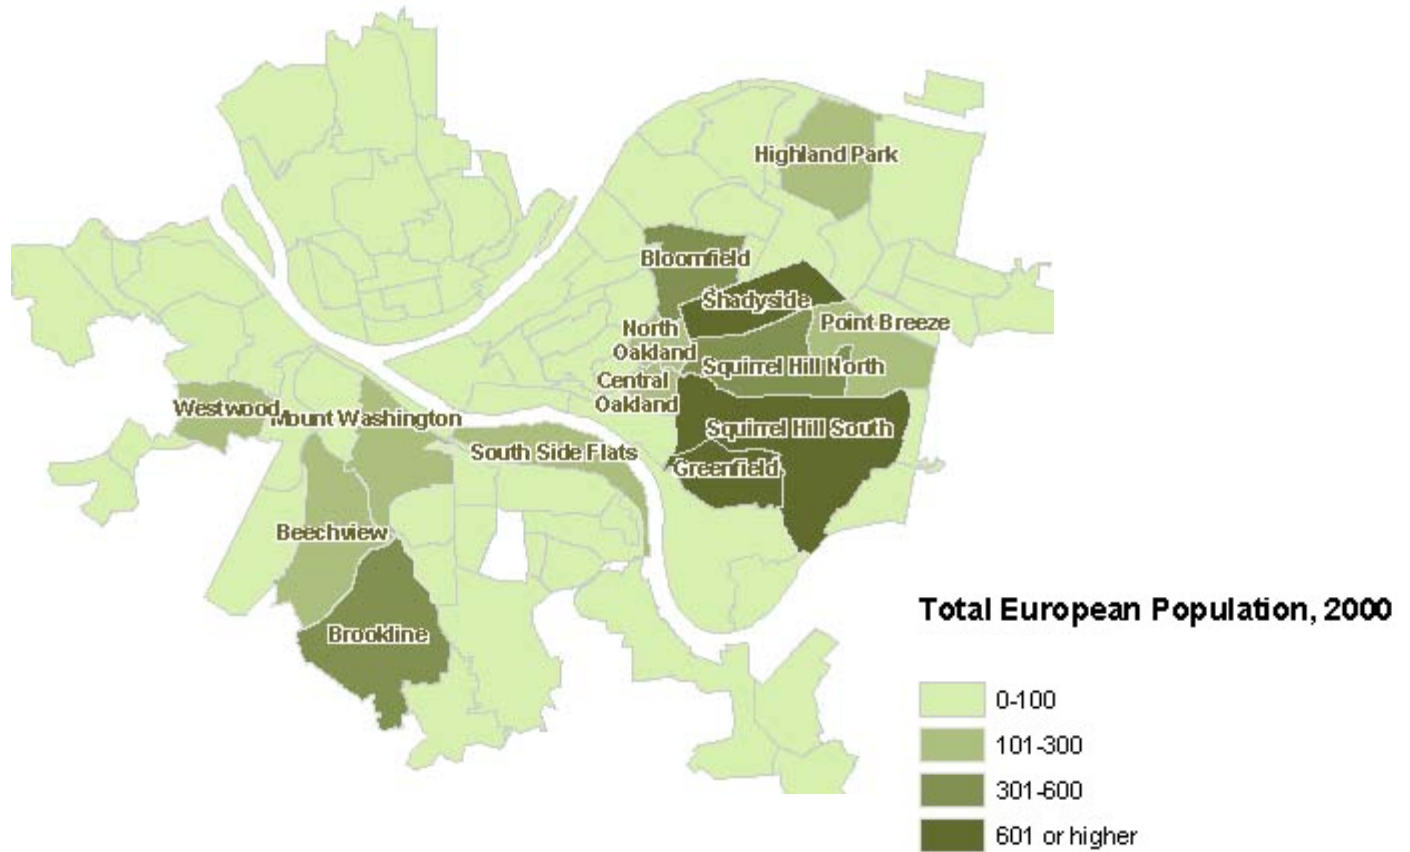 Highland Park
Bloomfield
Shadyside
North
Oakland
Point Breeze
Squirrel Hill North
Central
Oakland
Westwood
Mount Washington
Squirrel Hill South
South Side Flats
Greenfield
Beechview
Brookline
Total European Population, 2000
0-100
101-300
301-600
601 or higher